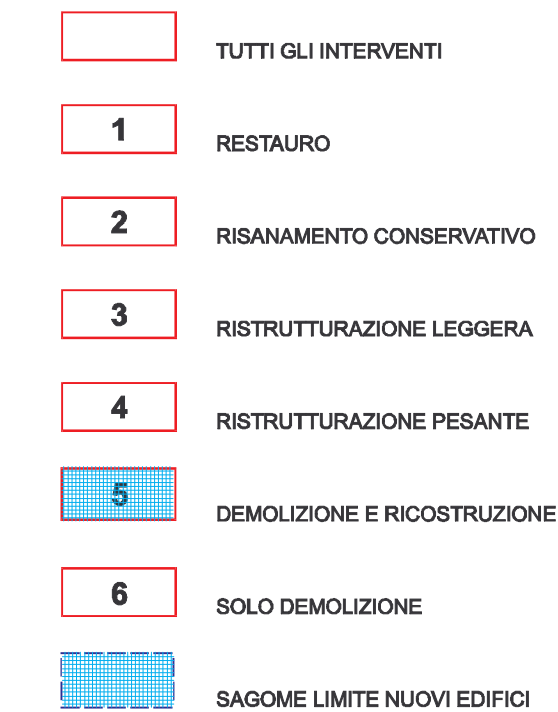 TUTTI GLI INTERVENTI
1 RESTAURO
2 RISANAMENTO CONSERVATIVO
3 RISTRUTTURAZIONE LEGGERA
4 RISTRUTTURAZIONE PESANTE
5 DEMOLIZIONE E RICOSTRUZIONE
6 SOLO DEMOLIZIONE
SAGOME LIMITE NUOVI EDIFICI